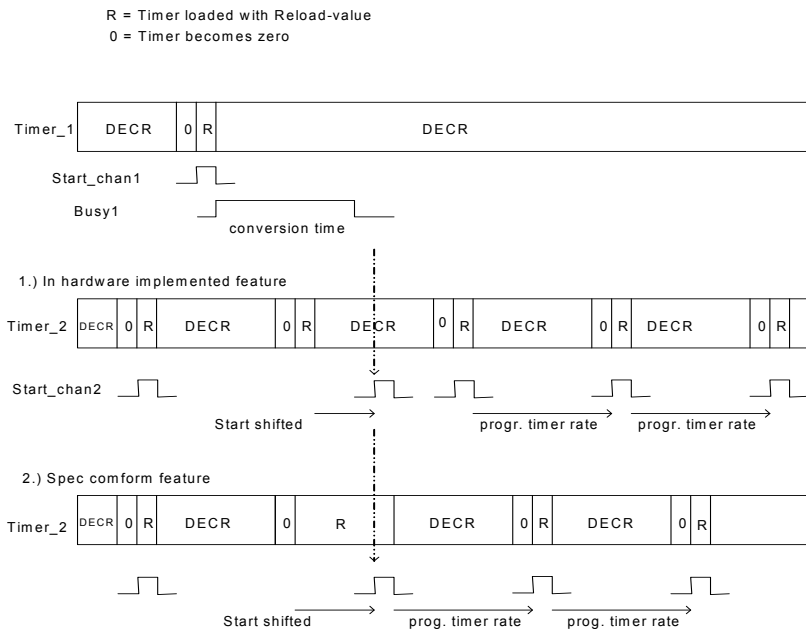 R = Timer loaded with Reload-value
0 = Timer becomes zero
Timer_1 DECR 0 R DECR
Start_chan1
Busy1
conversion time
1.) In hardware implemented feature
Timer_2 DECR 0 R DECR 0 R DECR 0 R DECR 0 R DECR 0 R
Start_chan2
Start shifted progr. timer rate progr. timer rate
2.) Spec comform feature
Timer_2 DECR 0 R DECR 0 R DECR 0 R DECR 0 R
Start shifted prog. timer rate prog. timer rate